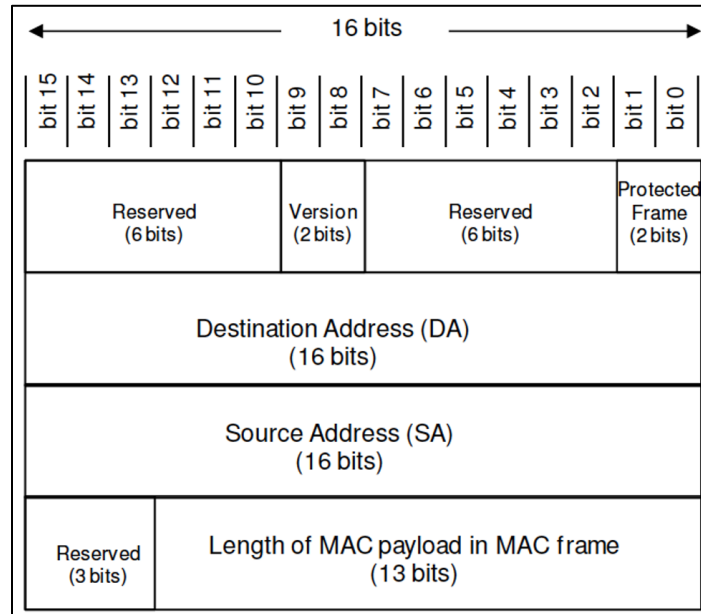 16 bits
bit 15
bit 14
bit 13
bit 12
bit 11
bit 10
bit 9
bit 8
bit 7
bit 6
bit 5
bit 4
bit 3
bit 2
bit 1
bit 0
Reserved
(6 bits)
Version
(2 bits)
Reserved
(6 bits)
Protected
Frame
(2 bits)
Destination Address (DA)
(16 bits)
Source Address (SA)
(16 bits)
Reserved
(3 bits)
Length of MAC payload in MAC frame
(13 bits)